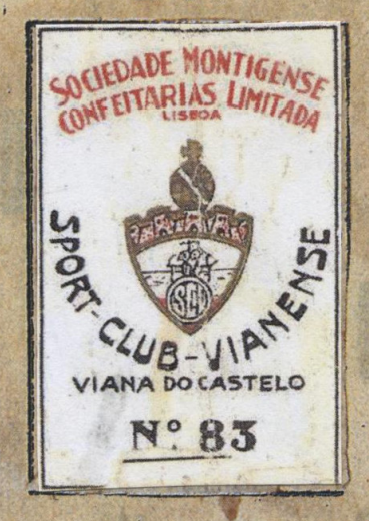 SOCIEDADE MONTIGENSE
CONFEITARIAS LIMITADA
LISBOA
SPORT-CLUB-VIANENSE
VIANA DO CASTELO
Nº 83